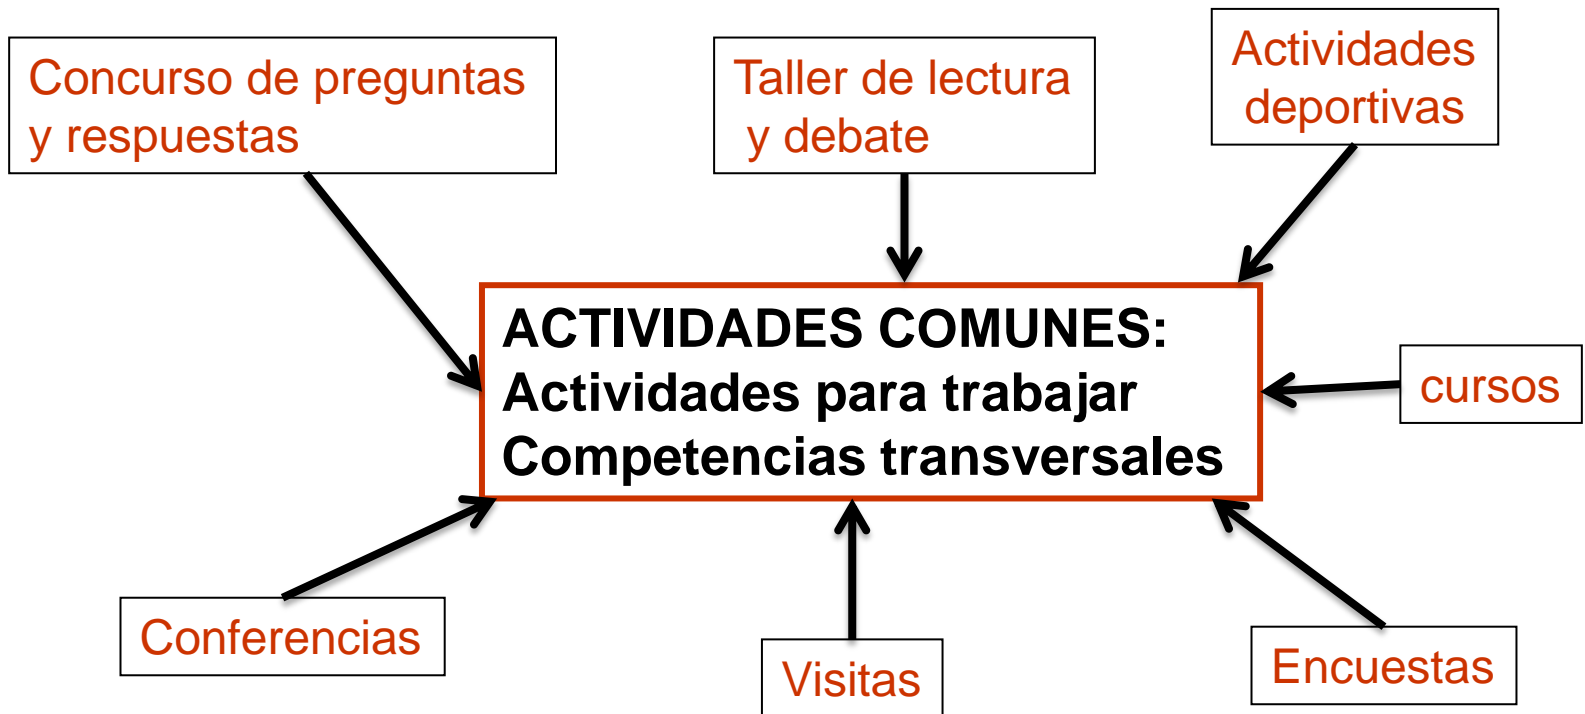 Concurso de preguntas
y respuestas
Taller de lectura
y debate
Actividades
deportivas
ACTIVIDADES COMUNES:
Actividades para trabajar
Competencias transversales
cursos
Conferencias
Visitas
Encuestas